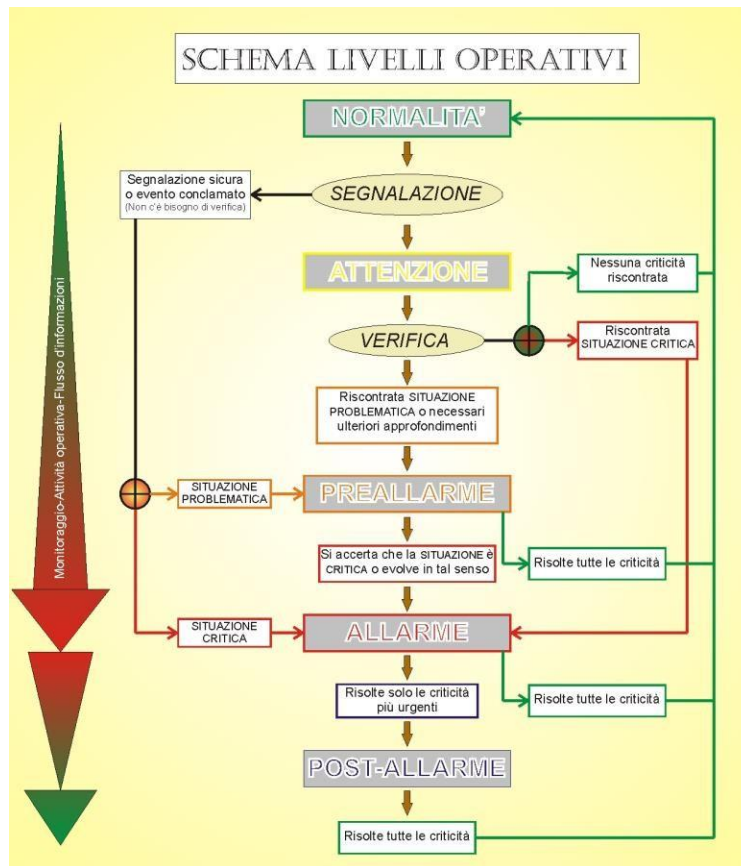 SCHEMA LIVELLI OPERATIVI
NORMALITA'
Segnalazione sicura
o evento conclamato
(Non c'è bisogno di verifica)
SEGNALAZIONE
ATTENZIONE
Nessuna criticità
riscontrata
VERIFICA
Riscontrata
SITUAZIONE CRITICA
Riscontrata SITUAZIONE
PROBLEMATICA o necessari
ulteriori approfondimenti
Monitoraggio-Attività operativa-Flusso d'informazioni
SITUAZIONE
PROBLEMATICA
PREALLARME
Si accerta che la SITUAZIONE è
CRITICA o evolve in tal senso
Risolte tutte le criticità
SITUAZIONE
CRITICA
ALLARME
Risolte solo le criticità
più urgenti
Risolte tutte le criticità
POST-ALLARME
Risolte tutte le criticità